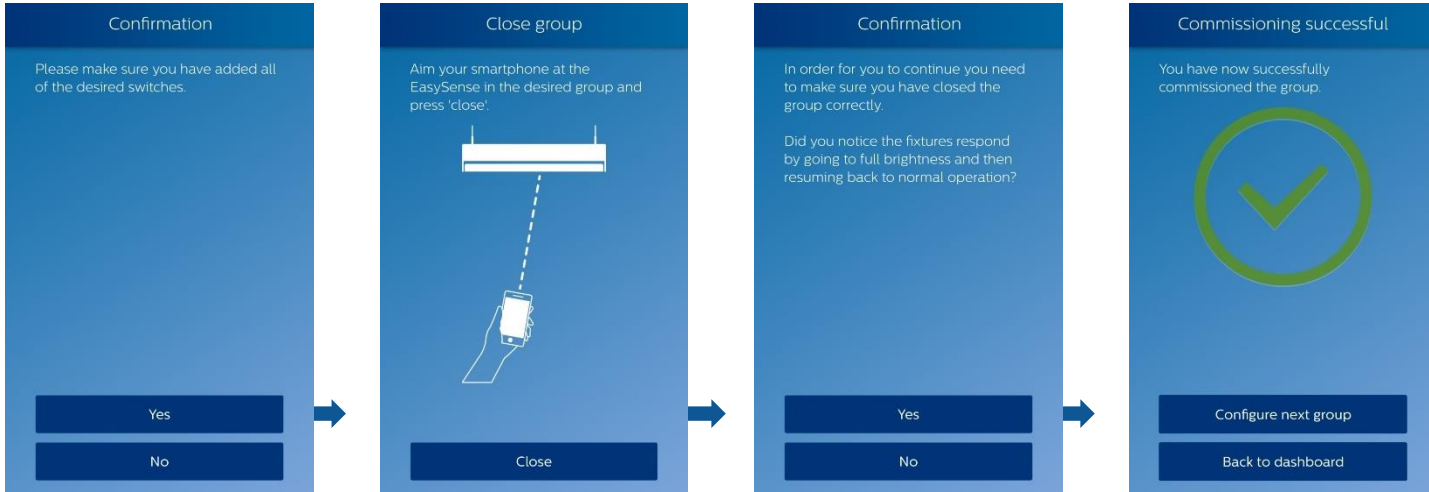 Confirmation
Please make sure you have added all
of the desired switches.
Yes
No
Close group
Aim your smartphone at the
EasySense in the desired group and
press 'close'.
Close
Confirmation
In order for you to continue you need
to make sure you have closed the
group correctly.
Did you notice the fixtures respond
by going to full brightness and then
resuming back to normal operation?
Yes
No
Commissioning successful
You have now successfully
commissioned the group.
Configure next group
Back to dashboard